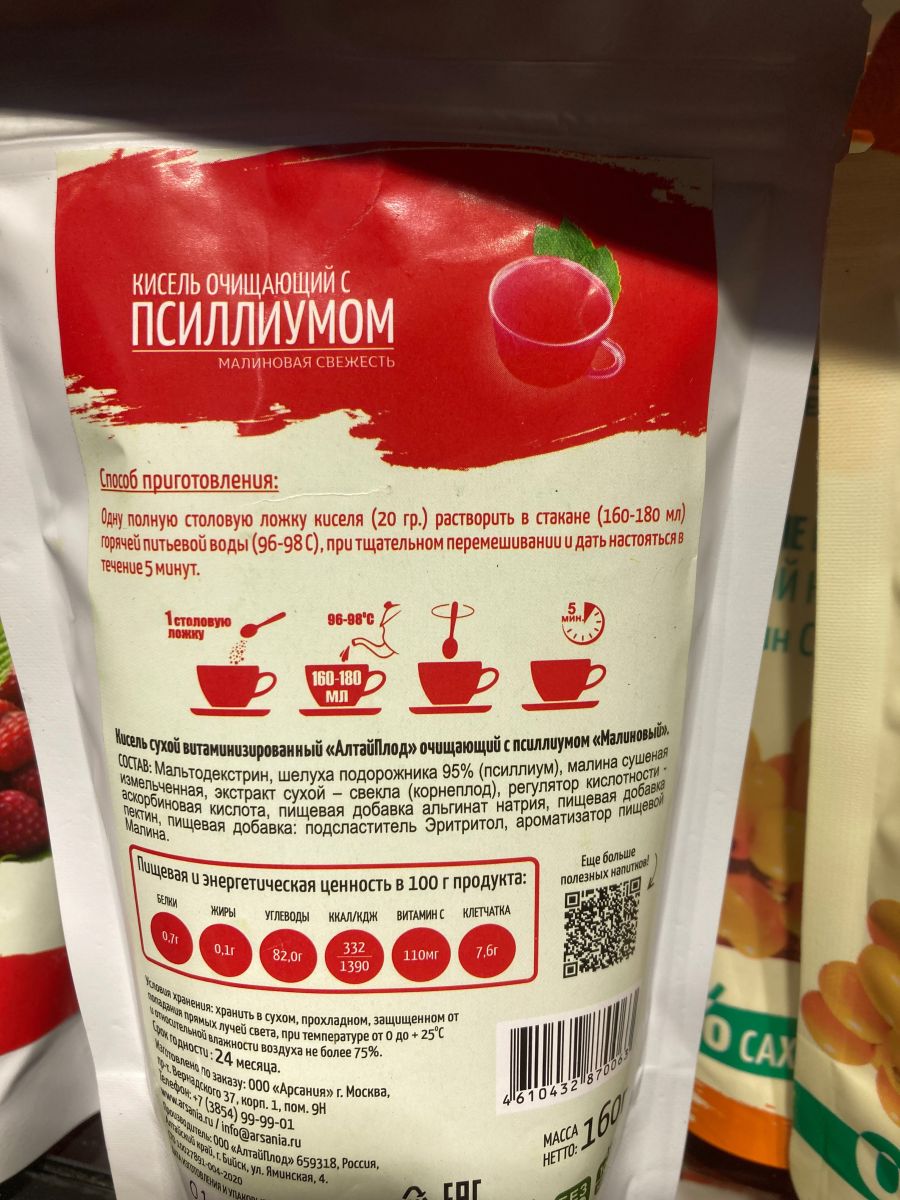 КИСЕЛЬ ОЧИЩАЮЩИЙ С
ПСИЛЛИУМОМ
МАЛИНОВАЯ СВЕЖЕСТЬ
Способ приготовления:
Одну полную столовую ложку киселя (20 гр.) растворить в стакане (160-180 мл)
горячей питьевой воды (96-98 С), при тщательном перемешивании и дать настояться в
течение 5 минут.
1 столовую
ложку
96-98°С
160-180
МЛ
5
мин.
Кисель сухой витаминизированный «АлтайПлод» очищающий с псиллиумом «Малиновый».
СОСТАВ: Мальтодекстрин, шелуха подорожника 95% (псиллиум), малина сушеная
измельченная, экстракт сухой – свекла (корнеплод), регулятор кислотности -
аскорбиновая кислота, пищевая добавка альгинат натрия, пищевая добавка
пектин, пищевая добавка: подсластитель Эритритол, ароматизатор пищевой
Малина.
Пищевая и энергетическая ценность в 100 г продукта:
БЕЛКИ ЖИРЫ УГЛЕВОДЫ ККАЛ/КДЖ ВИТАМИН С КЛЕТЧАТКА
0,7г 0,1г 82,0г 332 110мг 7,6г
1390
Еще больше
полезных напитков!
Условия хранения: хранить в сухом, прохладном, защищенном от
попадания прямых лучей света, при температуре от 0 до + 25°С
и относительной влажности воздуха не более 75%.
Срок годности: 24 месяца.
Изготовлено по заказу: ООО «Арсания» г. Москва,
пр-т. Вернадского 37, корп. 1, пом. 9Н
Телефон: +7 (3854) 99-99-01
www.arsania.ru / info@arsania.ru
Производитель: ООО «АлтайПлод» 659318, Россия,
Алтайский край, г. Бийск, ул. Яминская, 4.
4 610432 870063
МАССА
НЕТТО: 160г
EAC
БЕЗ
САХ